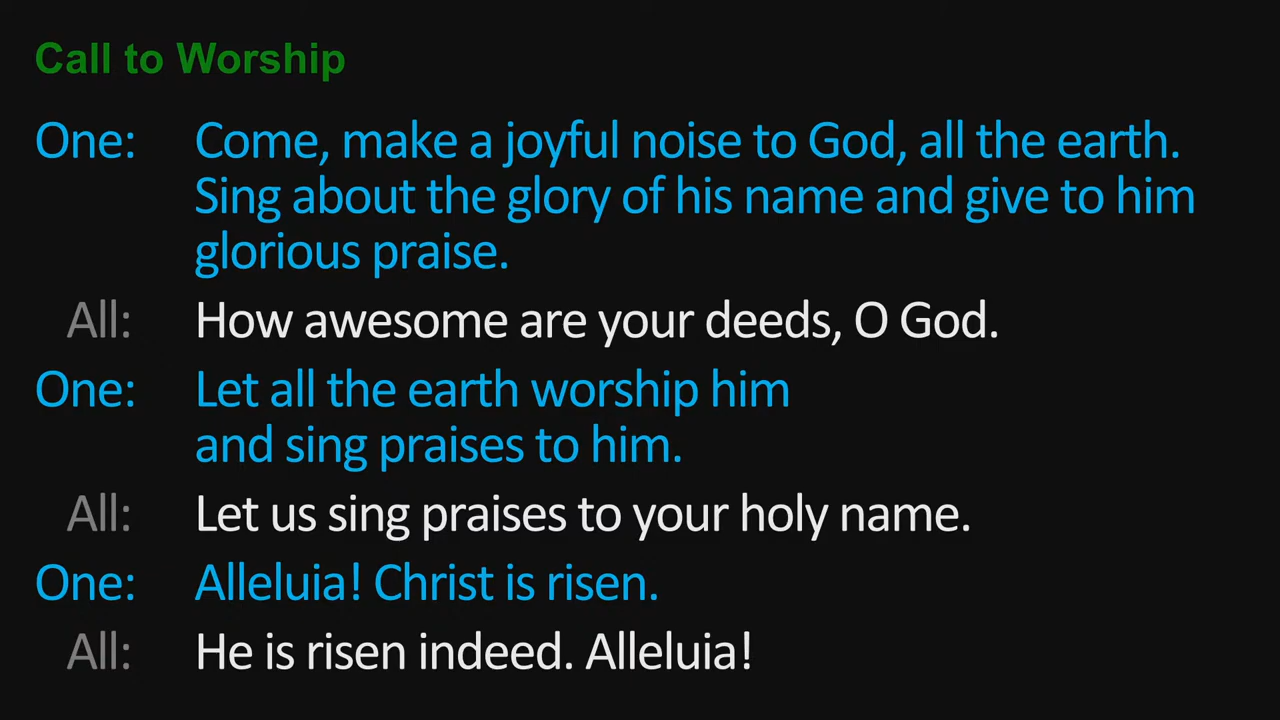 Call to Worship
One: Come, make a joyful noise to God, all the earth.
Sing about the glory of his name and give to him
glorious praise.
All: How awesome are your deeds, O God.
One: Let all the earth worship him
and sing praises to him.
All: Let us sing praises to your holy name.
One: Alleluia! Christ is risen.
All: He is risen indeed. Alleluia!